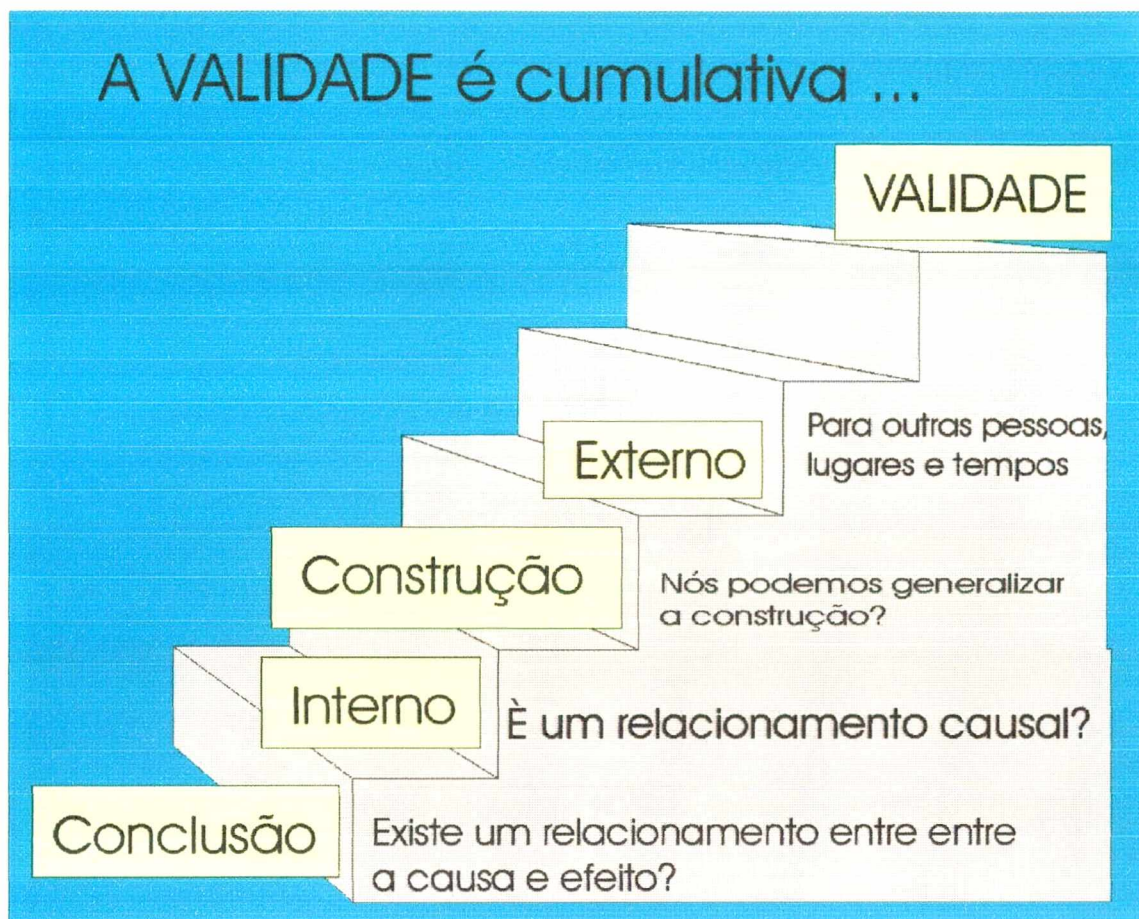 A VALIDADE é cumulativa ...
VALIDADE
Externo
Para outras pessoas,
lugares e tempos
Construção
Nós podemos generalizar
a construção?
Interno
È um relacionamento causal?
Conclusão
Existe um relacionamento entre entre
a causa e efeito?